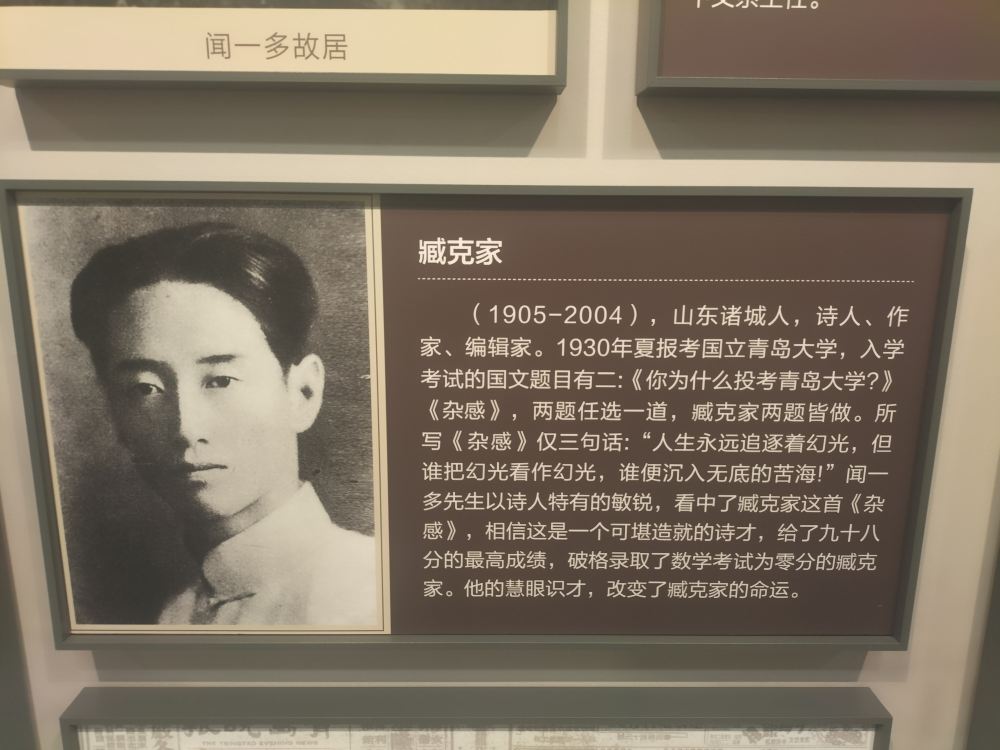 闻一多故居
中文系主任。
臧克家
（1905-2004），山东诸城人，诗人、作
家、编辑家。1930年夏报考国立青岛大学，入学
考试的国文题目有二：《你为什么投考青岛大学?》
《杂感》，两题任选一道，臧克家两题皆做。所
写《杂感》仅三句话：“人生永远追逐着幻光，但
谁把幻光看作幻光，谁便沉入无底的苦海!”闻一
多先生以诗人特有的敏锐，看中了臧克家这首《杂
感》，相信这是一个可堪造就的诗才，给了九十八
分的最高成绩，破格录取了数学考试为零分的臧克
家。他的慧眼识才，改变了臧克家的命运。
THE TSINGTAO EVENING NEWS